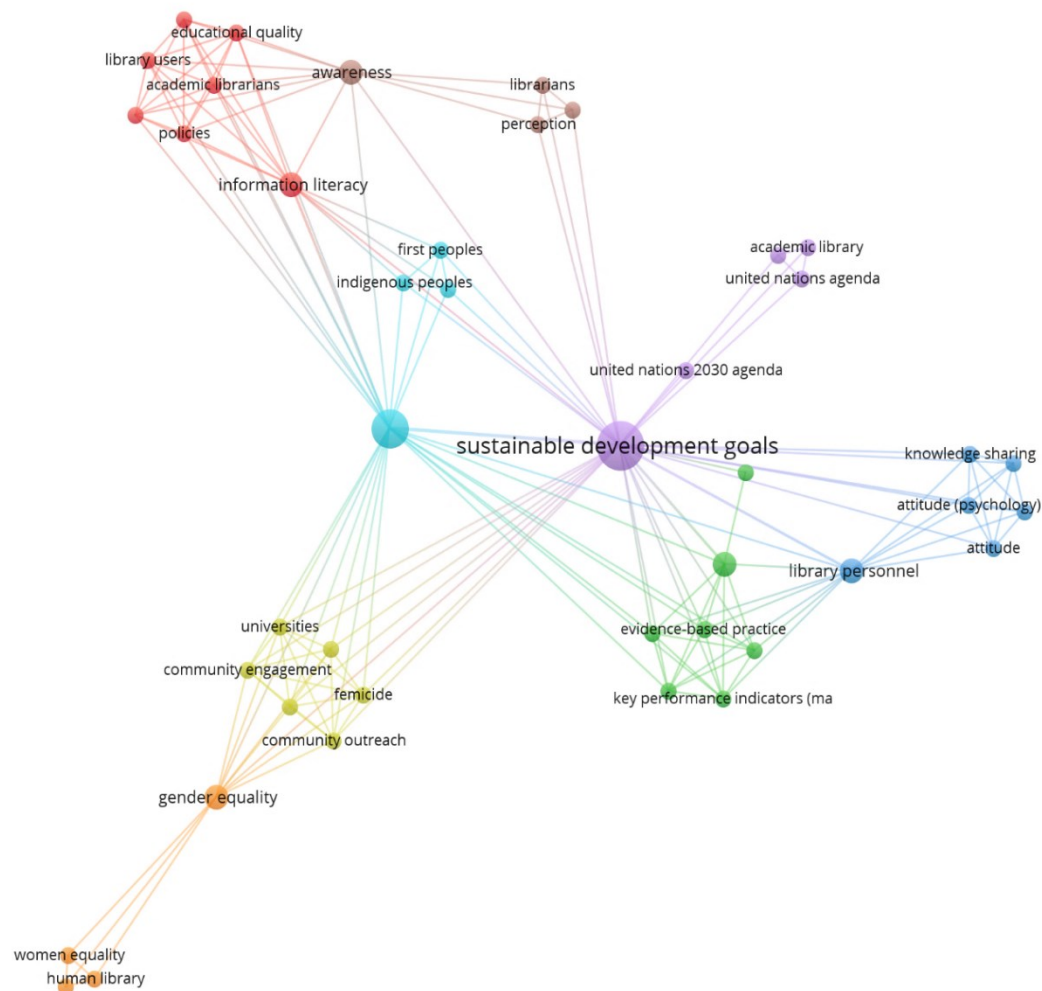 educational quality
library users
awareness
academic librarians
librarians
perception
policies
information literacy
first peoples
academic library
indigenous peoples
united nations agenda
united nations 2030 agenda
sustainable development goals
knowledge sharing
attitude (psychology)
attitude
library personnel
universities
evidence-based practice
community engagement
femicide
key performance indicators (ma
community outreach
gender equality
women equality
human library